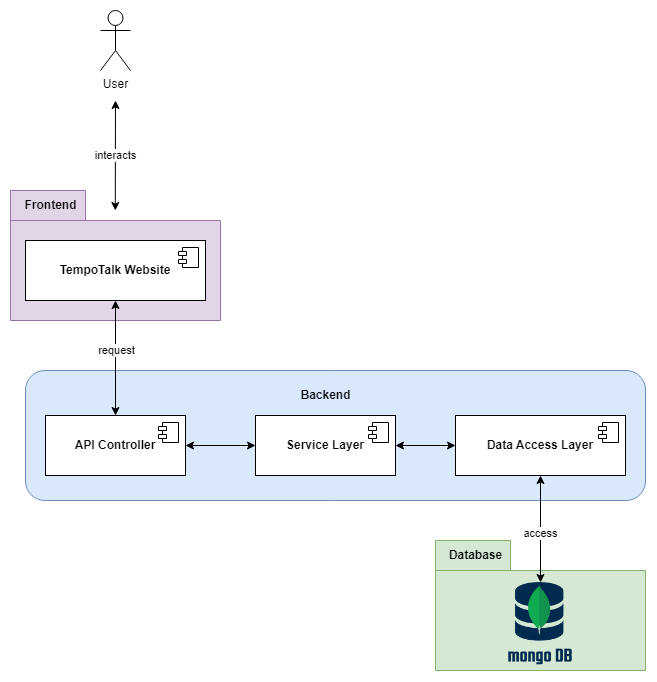 User
interacts
Frontend
TempoTalk Website
request
Backend
API Controller
Service Layer
Data Access Layer
access
Database
mongo DB